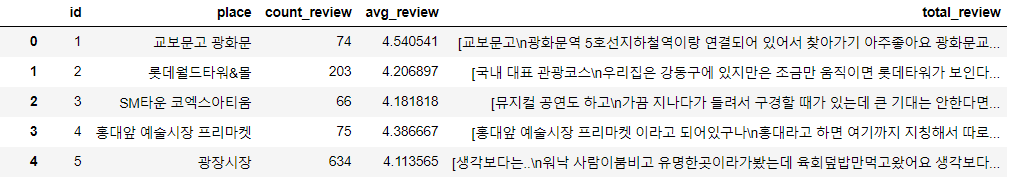 id place count_review avg_review total_review
0 1 교보문고 광화문 74 4.540541 [교보문고\n광화문역 5호선지하철역이랑 연결되어 있어서 찾아가기 아주좋아요 광화문교...
1 2 롯데월드타워&몰 203 4.206897 [국내 대표 관광코스\n우리집은 강동구에 있지만은 조금만 움직이면 롯데타워가 보인다...
2 3 SM타운 코엑스아티움 66 4.181818 [뮤지컬 공연도 하고\n가끔 지나다가 들려서 구경할 때가 있는데 큰 기대는 안한다면...
3 4 홍대앞 예술시장 프리마켓 75 4.386667 [홍대앞 예술시장 프리마켓 이라고 되어있구나\n홍대라고 하면 여기까지 지칭해서 따로...
4 5 광장시장 634 4.113565 [생각보다는..\n워낙 사람이붐비고 유명한곳이라가봤는데 육회덮밥만먹고왔어요 생각보다...